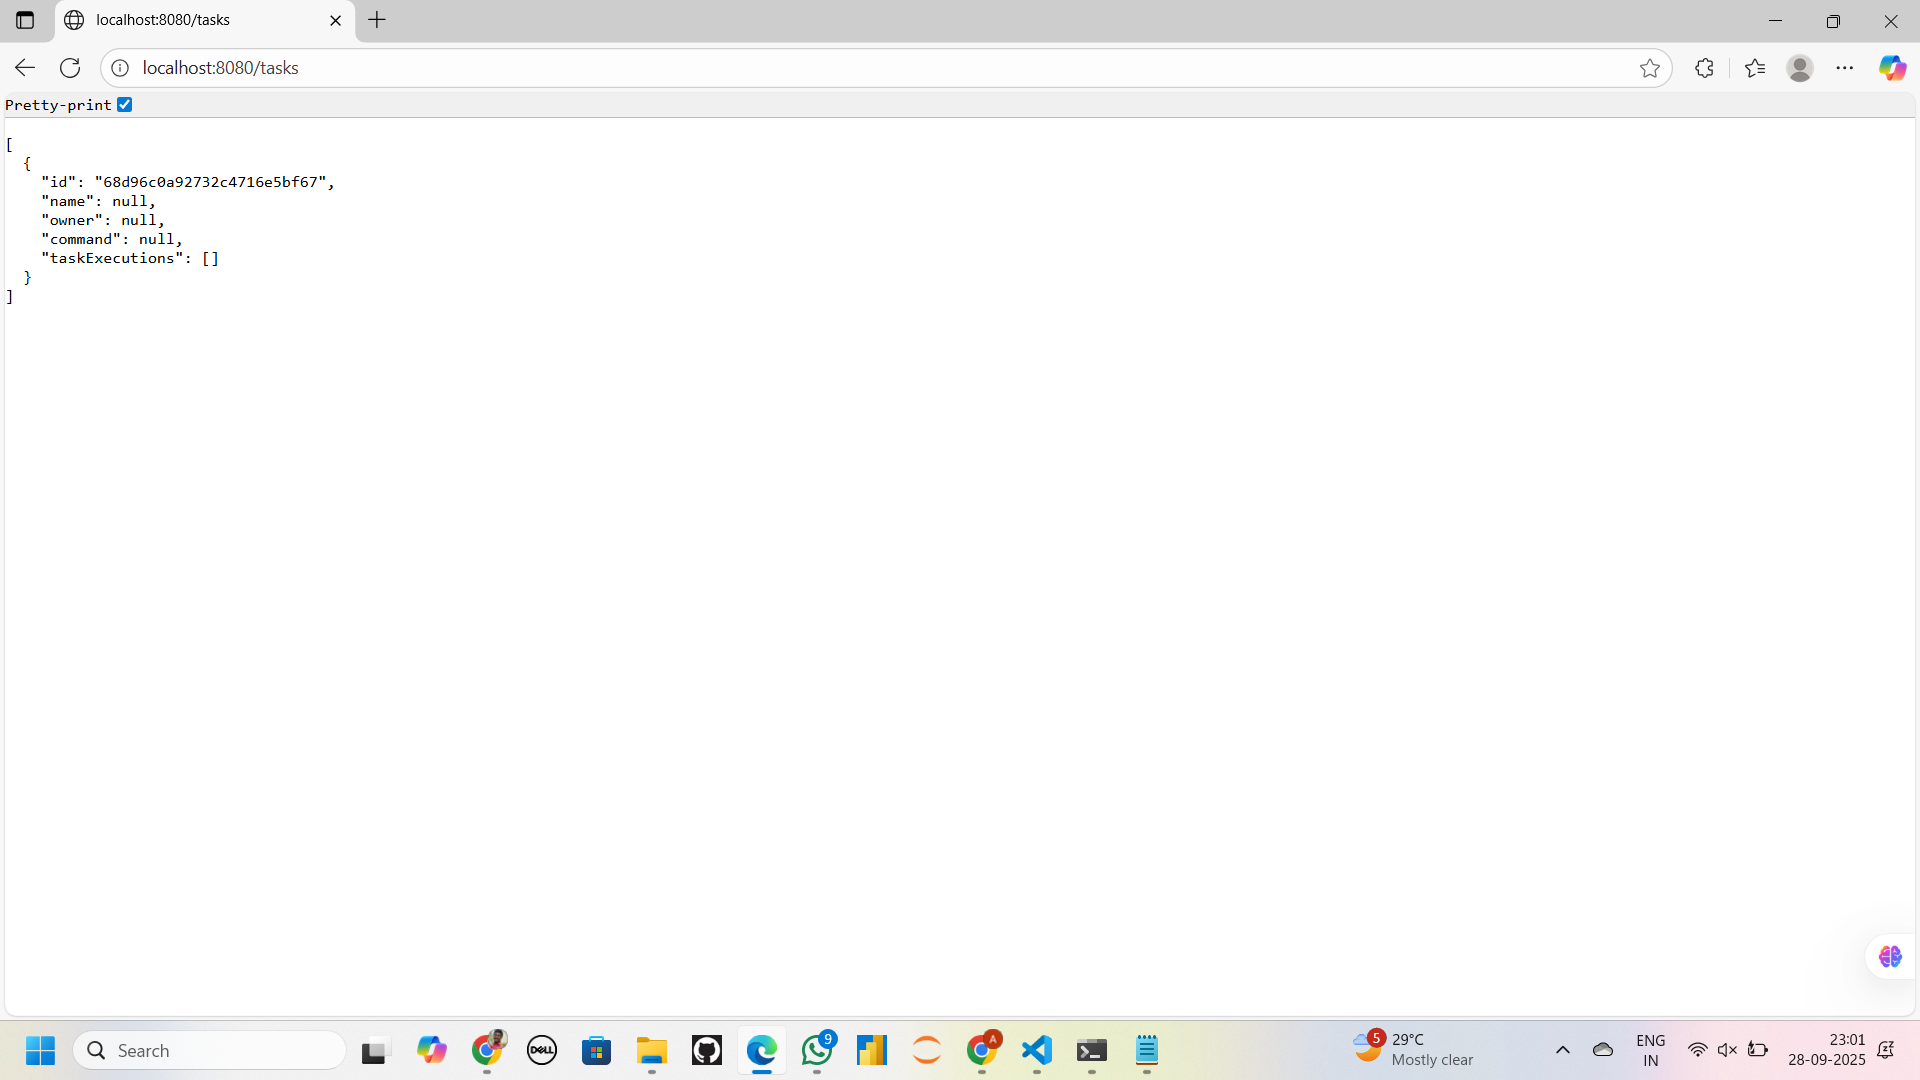 localhost:8080/tasks
localhost:8080/tasks
Pretty-print
[
  {
    "id": "68d96c0a92732c4716e5bf67",
    "name": null,
    "owner": null,
    "command": null,
    "taskExecutions": []
  }
]
Search
DELL
9
A
5
29°C
Mostly clear
ENG
IN
23:01
28-09-2025